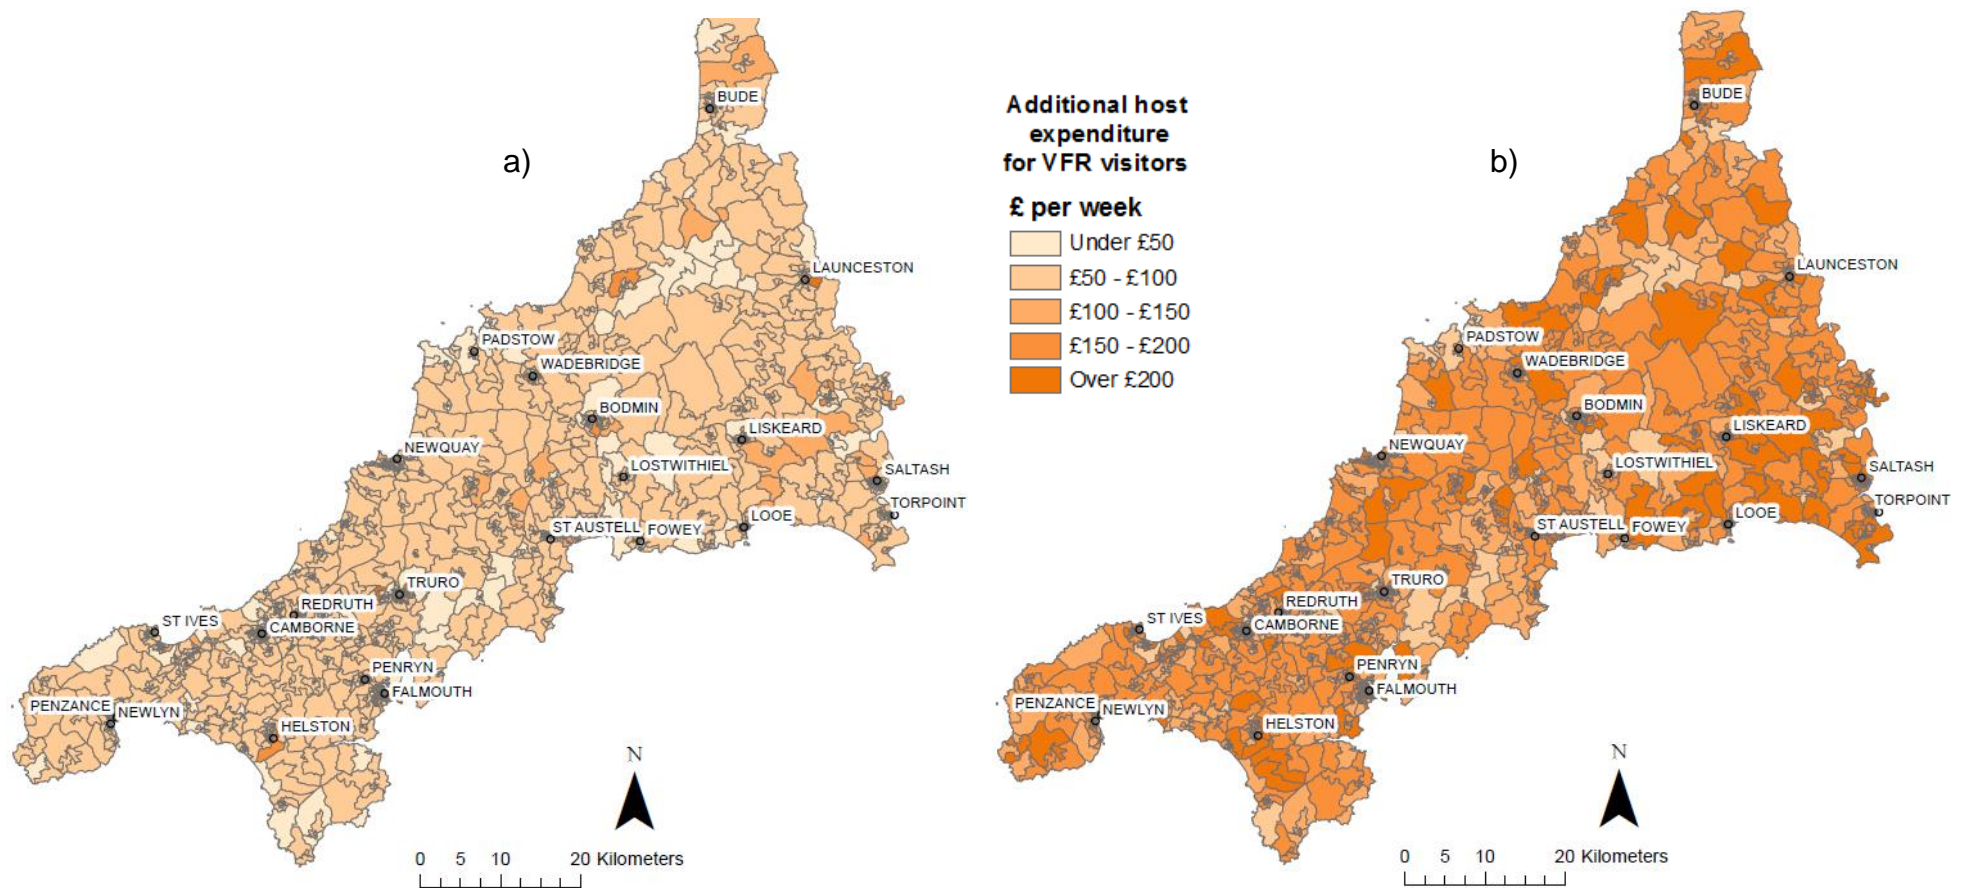 a)
BUDE
LAUNCESTON
PADSTOW
WADEBRIDGE
BODMIN
LISKEARD
NEWQUAY
LOSTWITHIEL
SALTASH
TORPOINT
ST AUSTELL
FOWEY
LOOE
TRURO
REDRUTH
ST IVES
CAMBORNE
PENRYN
FALMOUTH
PENZANCE
NEWLYN
HELSTON
N
0 5 10 20 Kilometers
Additional host
expenditure
for VFR visitors
£ per week
Under £50
£50 - £100
£100 - £150
£150 - £200
Over £200
b)
BUDE
LAUNCESTON
PADSTOW
WADEBRIDGE
BODMIN
LISKEARD
NEWQUAY
LOSTWITHIEL
SALTASH
TORPOINT
ST AUSTELL
FOWEY
LOOE
TRURO
REDRUTH
ST IVES
CAMBORNE
PENRYN
FALMOUTH
PENZANCE
NEWLYN
HELSTON
N
0 5 10 20 Kilometers